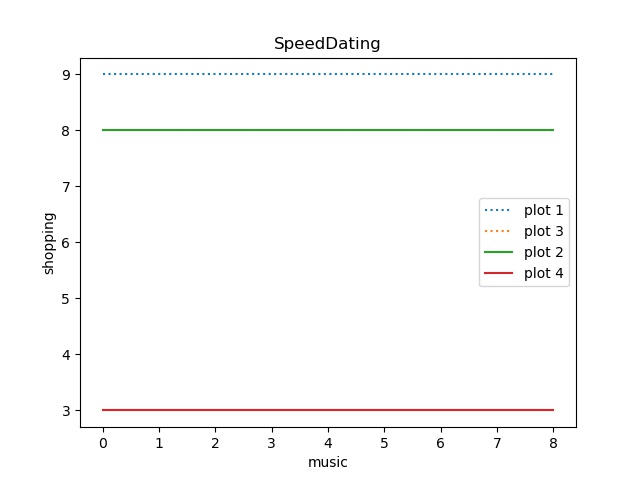 SpeedDating
9
8
7
6
5
4
3
shopping
plot 1
plot 3
plot 2
plot 4
0 1 2 3 4 5 6 7 8
music